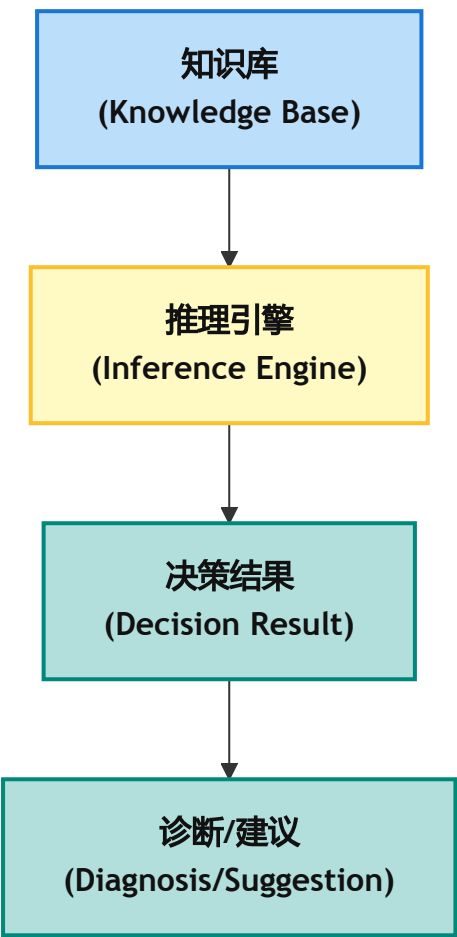 知识库
(Knowledge Base)
推理引擎
(Inference Engine)
决策结果
(Decision Result)
诊断/建议
(Diagnosis/Suggestion)